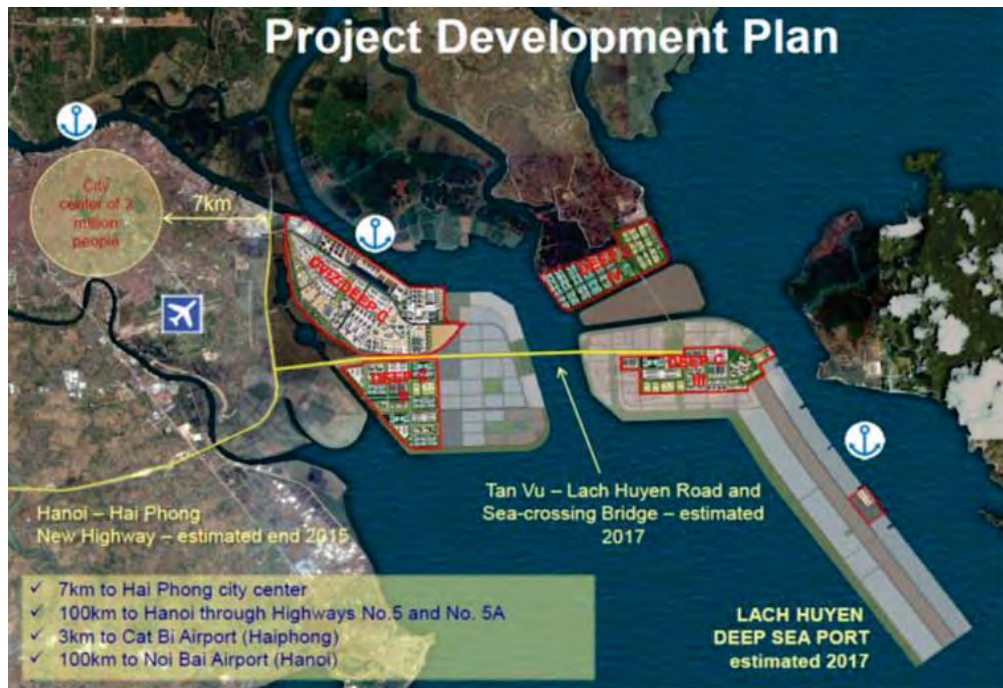 Project Development Plan
City
center of 2
million
people
7km
DVIZ/DEEP C
DEEP C
DEEP C
III
Tan Vu – Lach Huyen Road and
Sea-crossing Bridge – estimated
2017
Hanoi – Hai Phong
New Highway – estimated end 2015
✓ 7km to Hai Phong city center
✓ 100km to Hanoi through Highways No.5 and No. 5A
✓ 3km to Cat Bi Airport (Haiphong)
✓ 100km to Noi Bai Airport (Hanoi)
LACH HUYEN
DEEP SEA PORT
estimated 2017